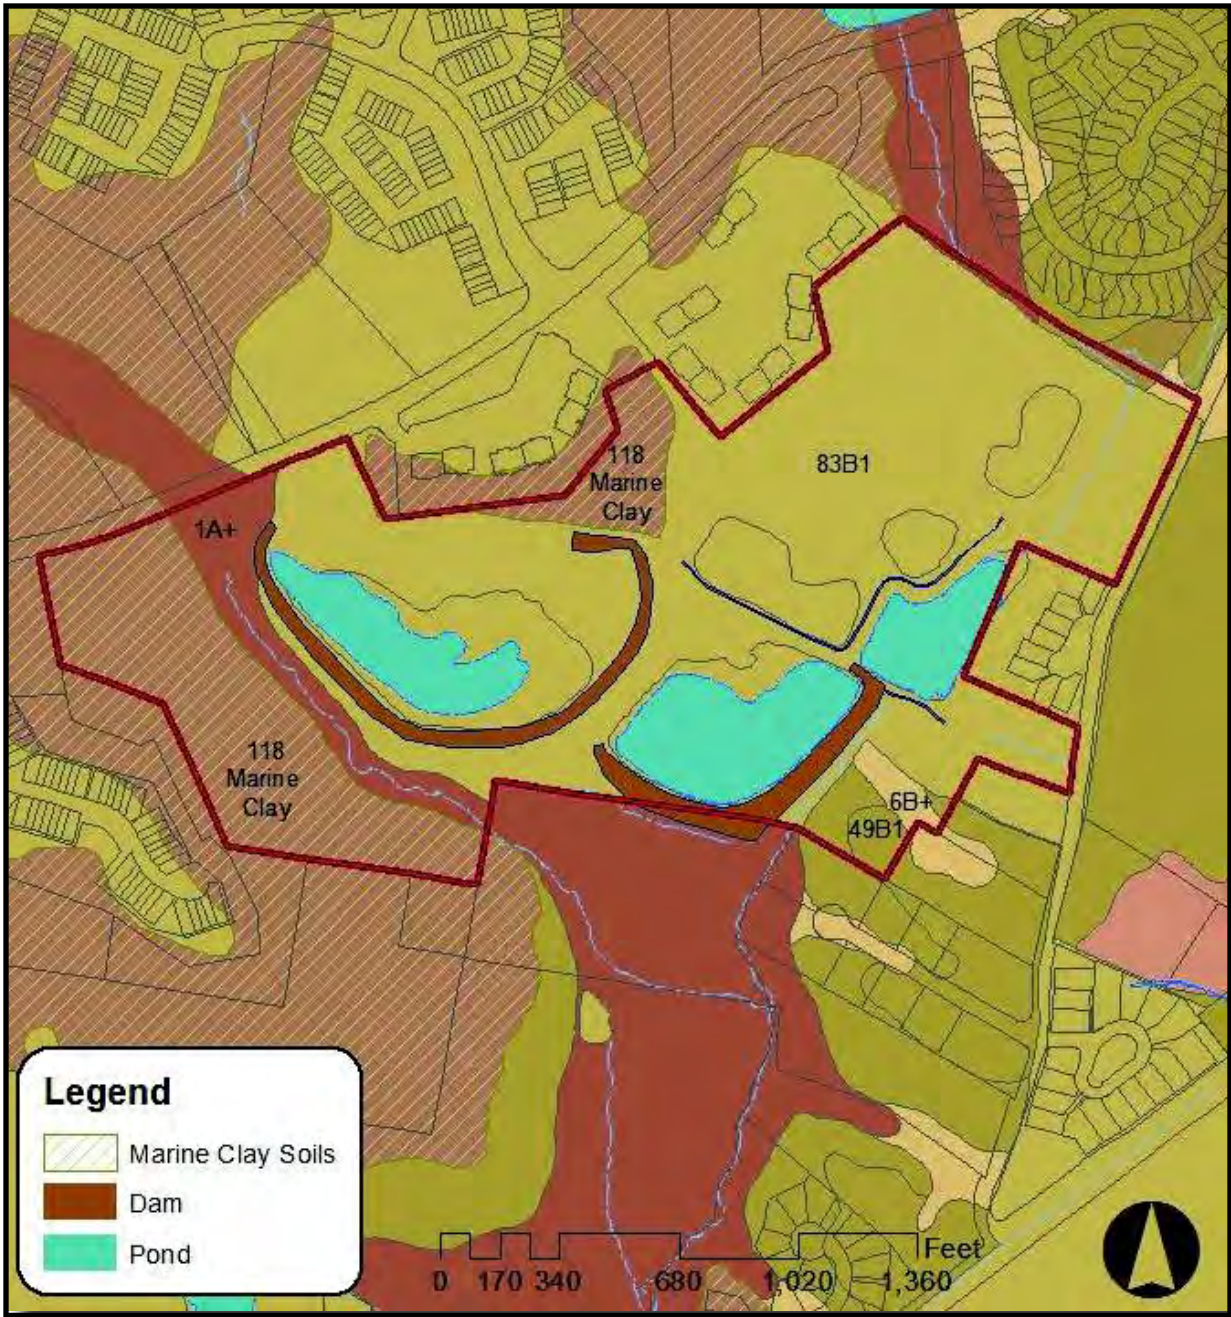 118
Marine
Clay
83B1
1A+
118
Marine
Clay
6B+
49B1
Legend
Marine Clay Soils
Dam
Pond
Feet
0 170 340 680 1,020 1,360